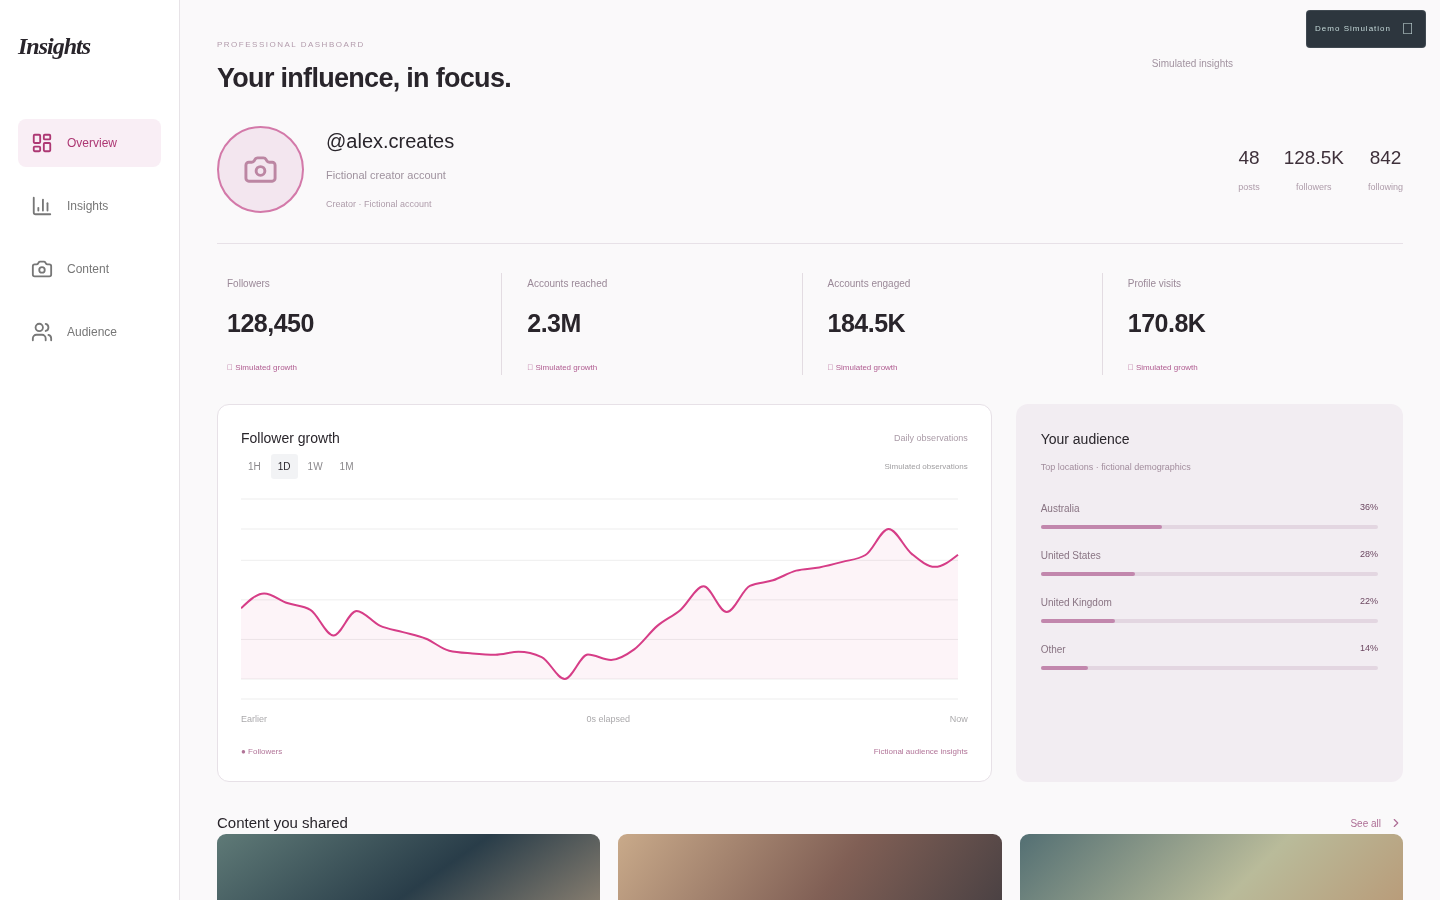 Insights
Overview
Insights
Content
Audience
Demo Simulation
PROFESSIONAL DASHBOARD
Your influence, in focus.
Simulated insights
@alex.creates
Fictional creator account
Creator · Fictional account
48 128.5K 842
posts followers following
Followers Accounts reached Accounts engaged Profile visits
128,450 2.3M 184.5K 170.8K
Simulated growth Simulated growth Simulated growth Simulated growth
Follower growth
Daily observations
1H 1D 1W 1M
Simulated observations
Earlier 0s elapsed Now
● Followers
Fictional audience insights
Your audience
Top locations · fictional demographics
Australia 36%
United States 28%
United Kingdom 22%
Other 14%
Content you shared
See all